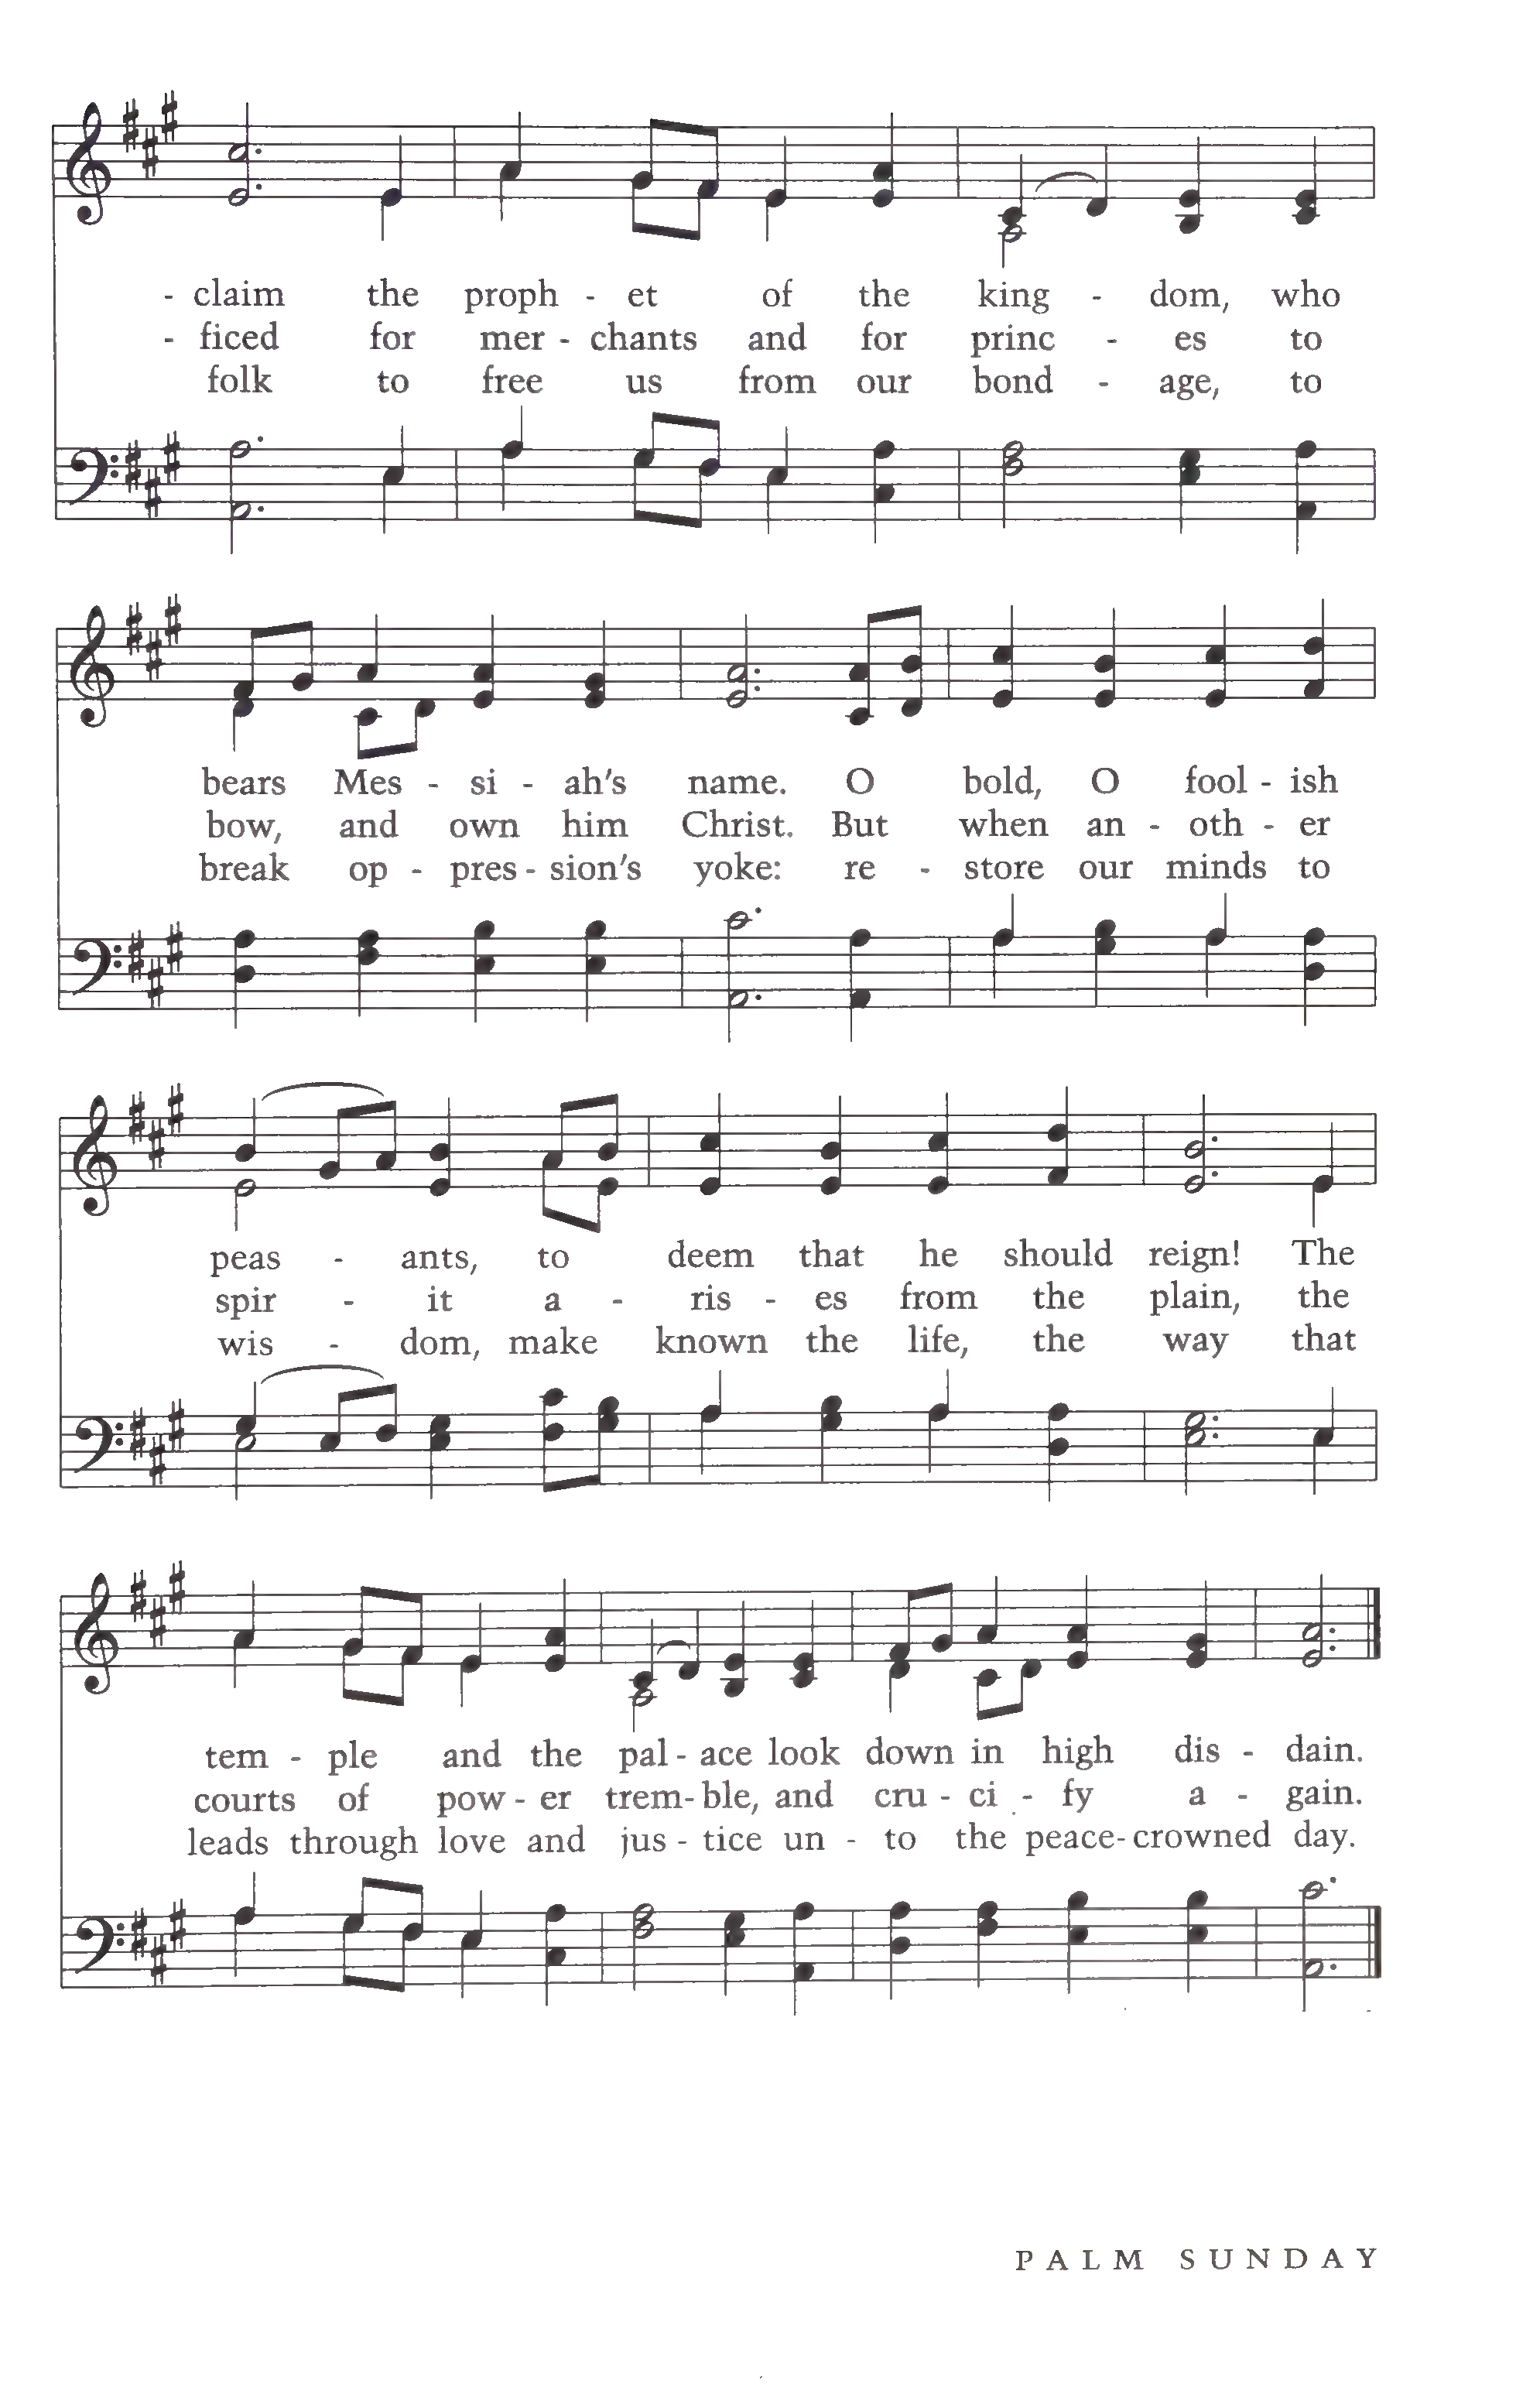 - claim the proph - et of the king - dom, who
- ficed for mer - chants and for princ - es to
folk to free us from our bond - age, to
bears Mes - si - ah's name. O bold, O fool - ish
bow, and own him Christ. But when an - oth - er
break op - pres - sion's yoke: re - store our minds to
peas - ants, to deem that he should reign! The
spir - it a - ris - es from the plain, the
wis - dom, make known the life, the way that
tem - ple and the pal - ace look down in high dis - dain.
courts of pow - er trem - ble, and cru - ci - fy a - gain.
leads through love and jus - tice un - to the peace - crowned day.
PALM SUNDAY